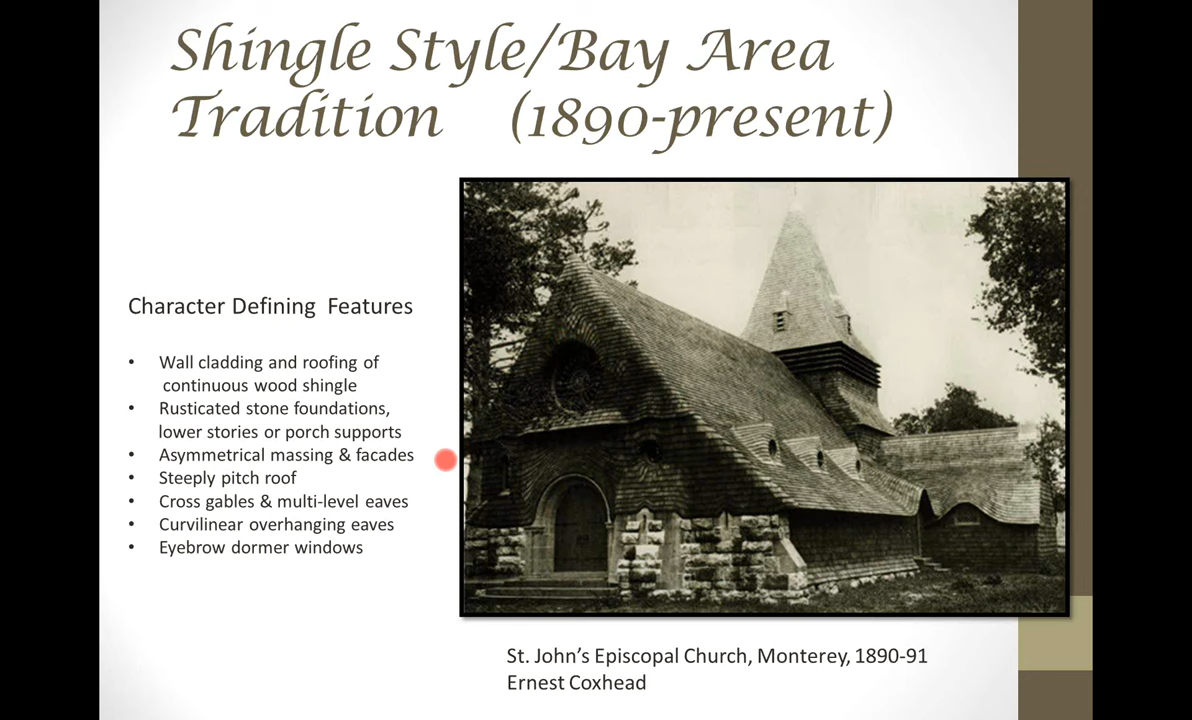 Shingle Style/Bay Area
Tradition (1890-present)
Character Defining Features
• Wall cladding and roofing of
continuous wood shingle
• Rusticated stone foundations,
lower stories or porch supports
• Asymmetrical massing & facades
• Steeply pitch roof
• Cross gables & multi-level eaves
• Curvilinear overhanging eaves
• Eyebrow dormer windows
St. John’s Episcopal Church, Monterey, 1890-91
Ernest Coxhead